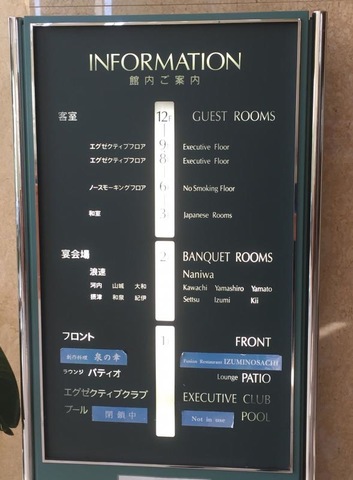 INFORMATION
館内ご案内
客室 12F GUEST ROOMS
エグゼクティブフロア 9 Executive Floor
エグゼクティブフロア 8 Executive Floor
ノースモーキングフロア 6 No Smoking Floor
和室 3 Japanese Rooms
宴会場 2 BANQUET ROOMS
浪速 Naniwa
河内 山城 大和 Kawachi Yamashiro Yamato
摂津 和泉 紀伊 Settsu Izumi Kii
フロント 1 FRONT
創作料理 泉の幸 Fusion Restaurant IZUMINOSACHI
ラウンジ パティオ Lounge PATIO
エグゼクティブクラブ EXECUTIVE CLUB
プール 閉鎖中 Not in use POOL